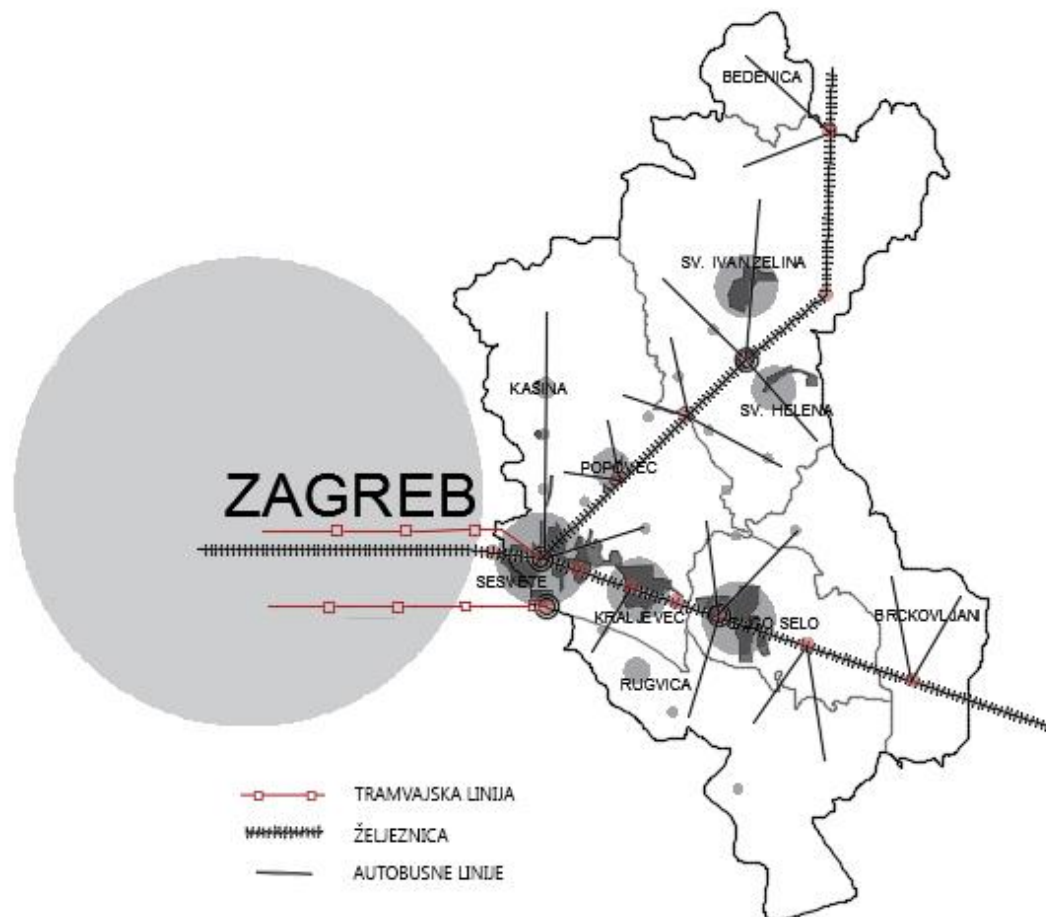 BEDENICA
SV. IVAN ZELINA
KAŠINA
SV. HELENA
POPOVEC
ZAGREB
SESVETE
KRALJEVEC
DUGO SELO
BRCKOVLJANI
RUGVICA
TRAMVAJSKA LINIJA
ŽELJEZNICA
AUTOBUSNE LINIJE